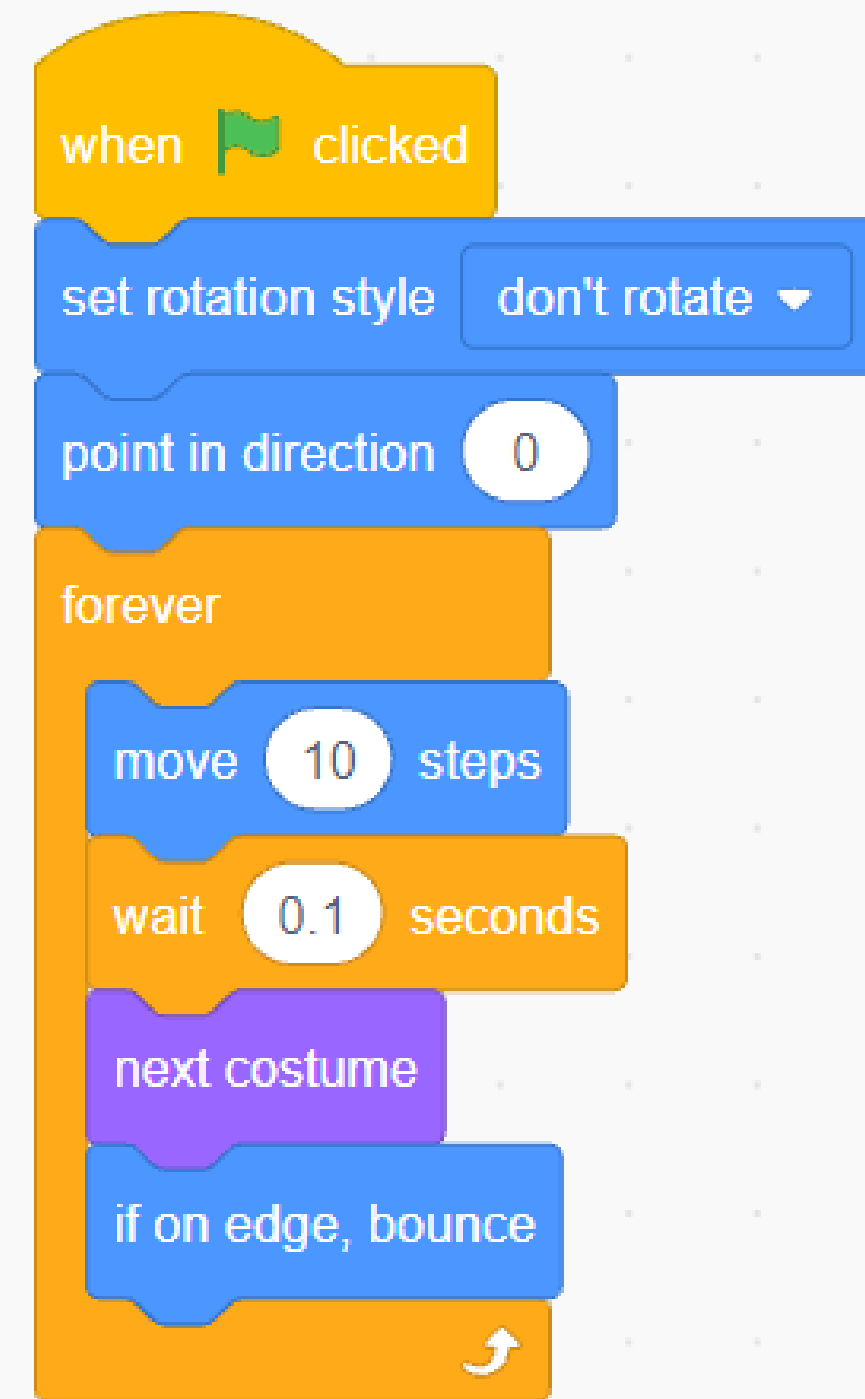 when clicked
set rotation style don't rotate
point in direction 0
forever
move 10 steps
wait 0.1 seconds
next costume
if on edge, bounce